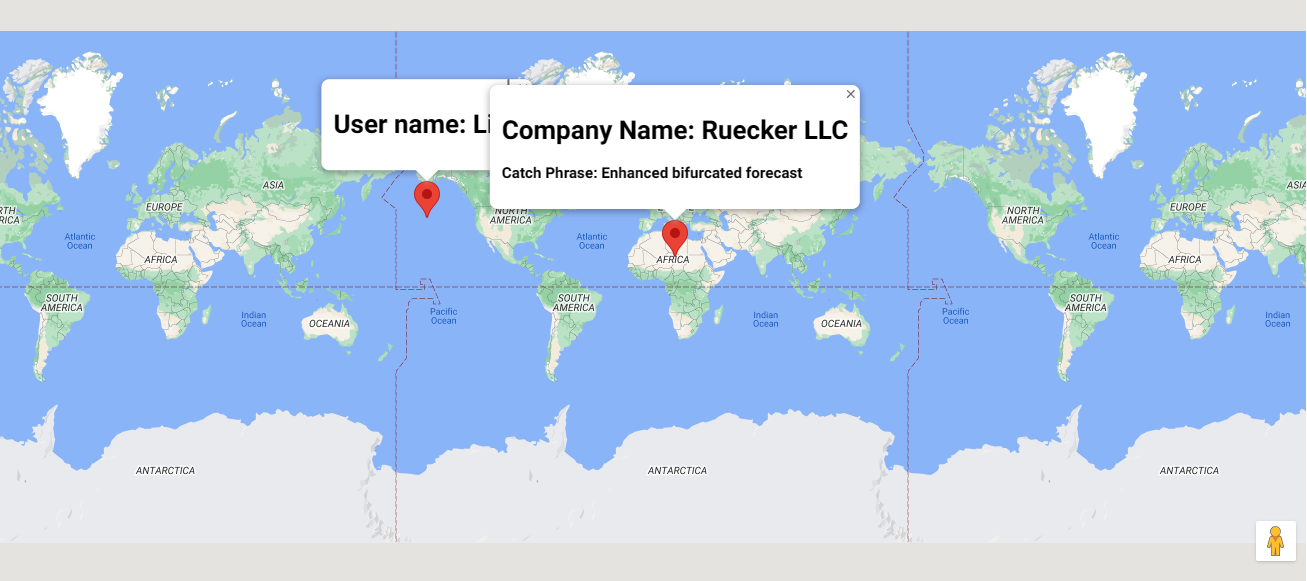 User name: Li
Company Name: Ruecker LLC
Catch Phrase: Enhanced bifurcated forecast
ASIA
EUROPE
NORTH
AMERICA
Atlantic
Ocean
AFRICA
SOUTH
AMERICA
Indian
Ocean
OCEANIA
Pacific
Ocean
ANTARCTICA
NORTH
AMERICA
Atlantic
Ocean
AFRICA
SOUTH
AMERICA
Indian
Ocean
OCEANIA
Pacific
Ocean
ANTARCTICA
NORTH
AMERICA
Atlantic
Ocean
EUROPE
ASIA
AFRICA
SOUTH
AMERICA
Indian
Ocean
ANTARCTICA